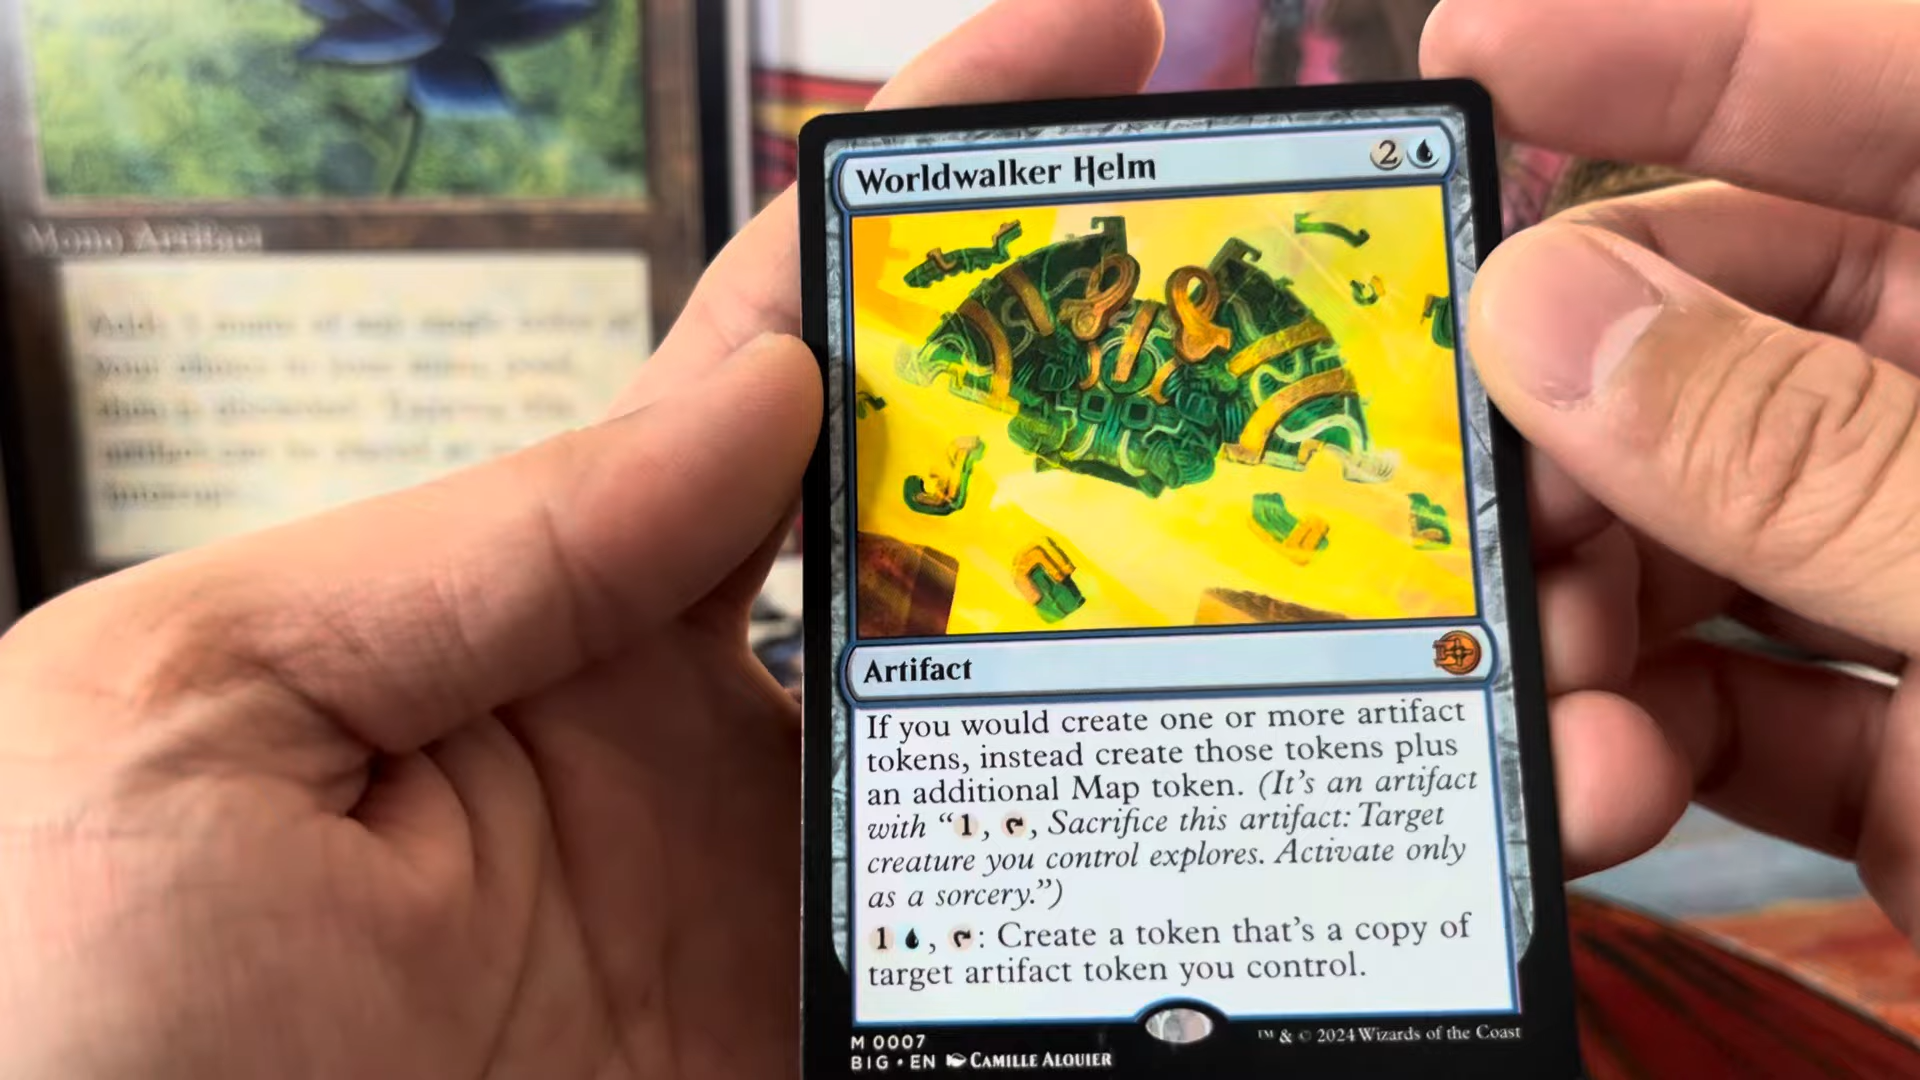 Mono Artifact
Worldwalker Helm 2
Artifact
If you would create one or more artifact
tokens, instead create those tokens plus
an additional Map token. (It's an artifact
with “1, , Sacrifice this artifact: Target
creature you control explores. Activate only
as a sorcery.”)
1 , : Create a token that's a copy of
target artifact token you control.
M 0007
BIG • EN CAMILLE ALQUIER
™ & © 2024 Wizards of the Coast